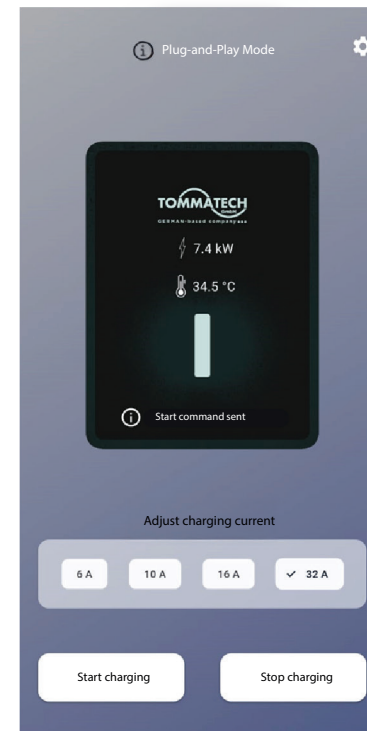 Plug-and-Play Mode
TOMMATECH
GERMAN-based company
7.4 kW
34.5 °C
Start command sent
Adjust charging current
6 A
10 A
16 A
32 A
Start charging
Stop charging